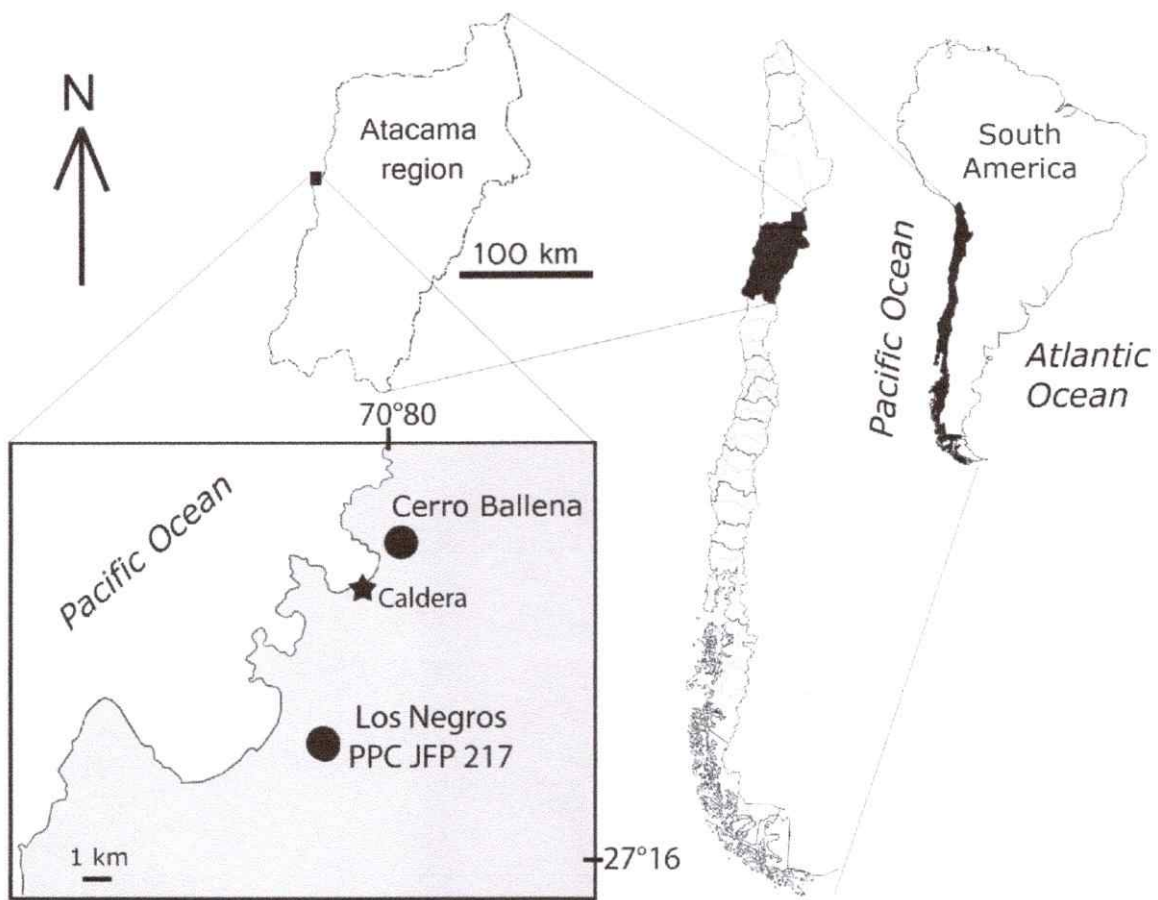 N
Atacama
region
100 km
South
America
Pacific Ocean
Atlantic
Ocean
70°80
Pacific Ocean
Cerro Ballena
Caldera
Los Negros
PPC JFP 217
1 km
27°16